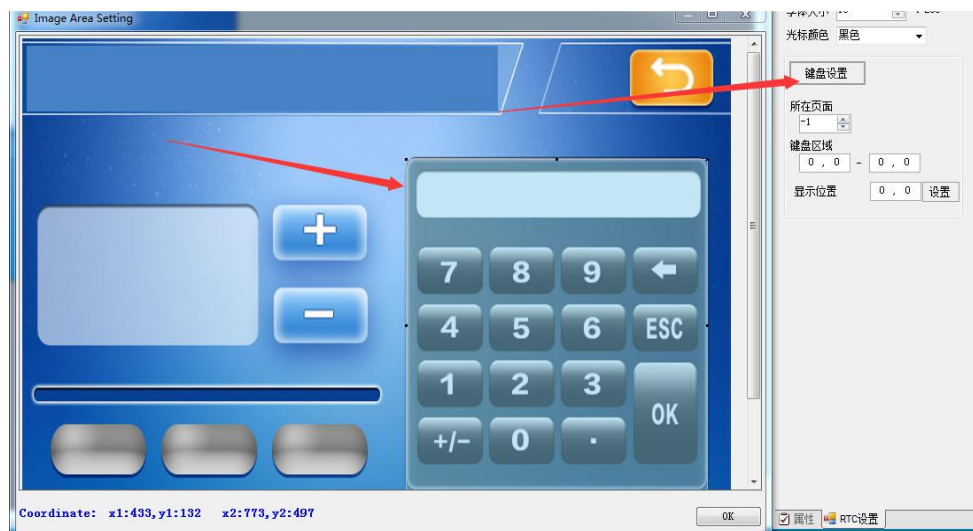 Image Area Setting
光标颜色 黑色
键盘设置
所在页面
-1
键盘区域
0 , 0 - 0 , 0
显示位置 0 , 0 设置
7 8 9
4 5 6 ESC
1 2 3
OK
+/- 0 .
Coordinate: x1:433,y1:132 x2:773,y2:497
OK
属性 RTC设置